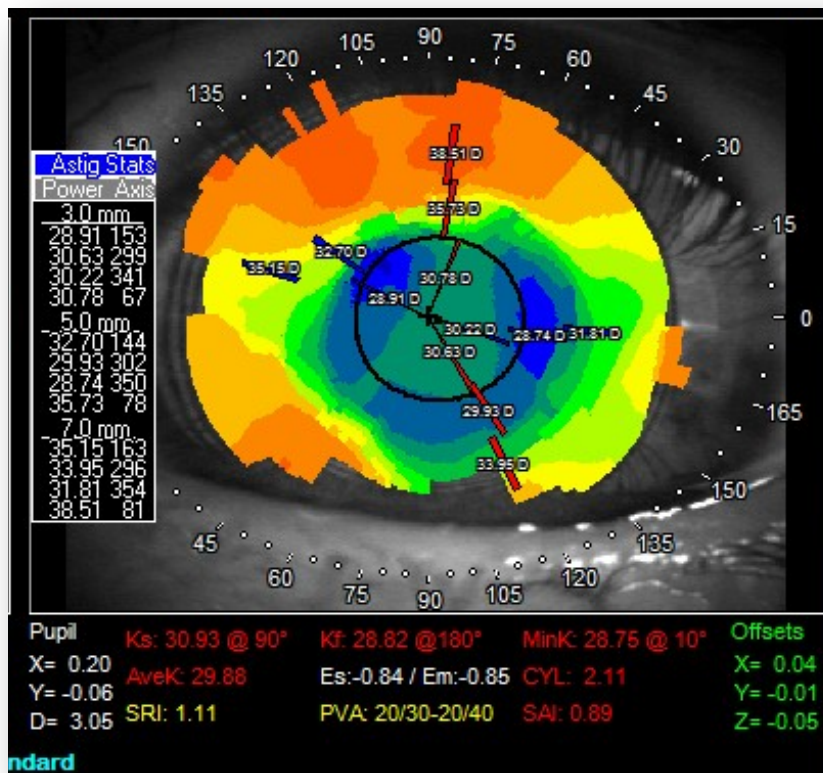 90
105
75
120
60
135
45
150
30
Astig Stats
Power Axis
3.0 mm
28.91 153
30.63 299
30.22 341
30.78 67
5.0 mm
32.70 144
29.93 302
28.74 350
35.73 78
7.0 mm
35.15 163
33.95 296
31.81 354
38.51 81
38.51 D
35.73 D
15
32.70 D
35.15 D
30.78 D
28.91 D
0
30.22 D
28.74 D
31.81 D
30.63 D
29.93 D
165
33.95 D
150
45
135
60
120
75
105
90
Pupil
X= 0.20
Y= -0.06
D= 3.05
Ks: 30.93 @ 90°
Kf: 28.82 @180°
MinK: 28.75 @ 10°
AveK: 29.88
Es:-0.84 / Em:-0.85
CYL: 2.11
SRI: 1.11
PVA: 20/30-20/40
SAI: 0.89
Offsets
X= 0.04
Y= -0.01
Z= -0.05
ndard